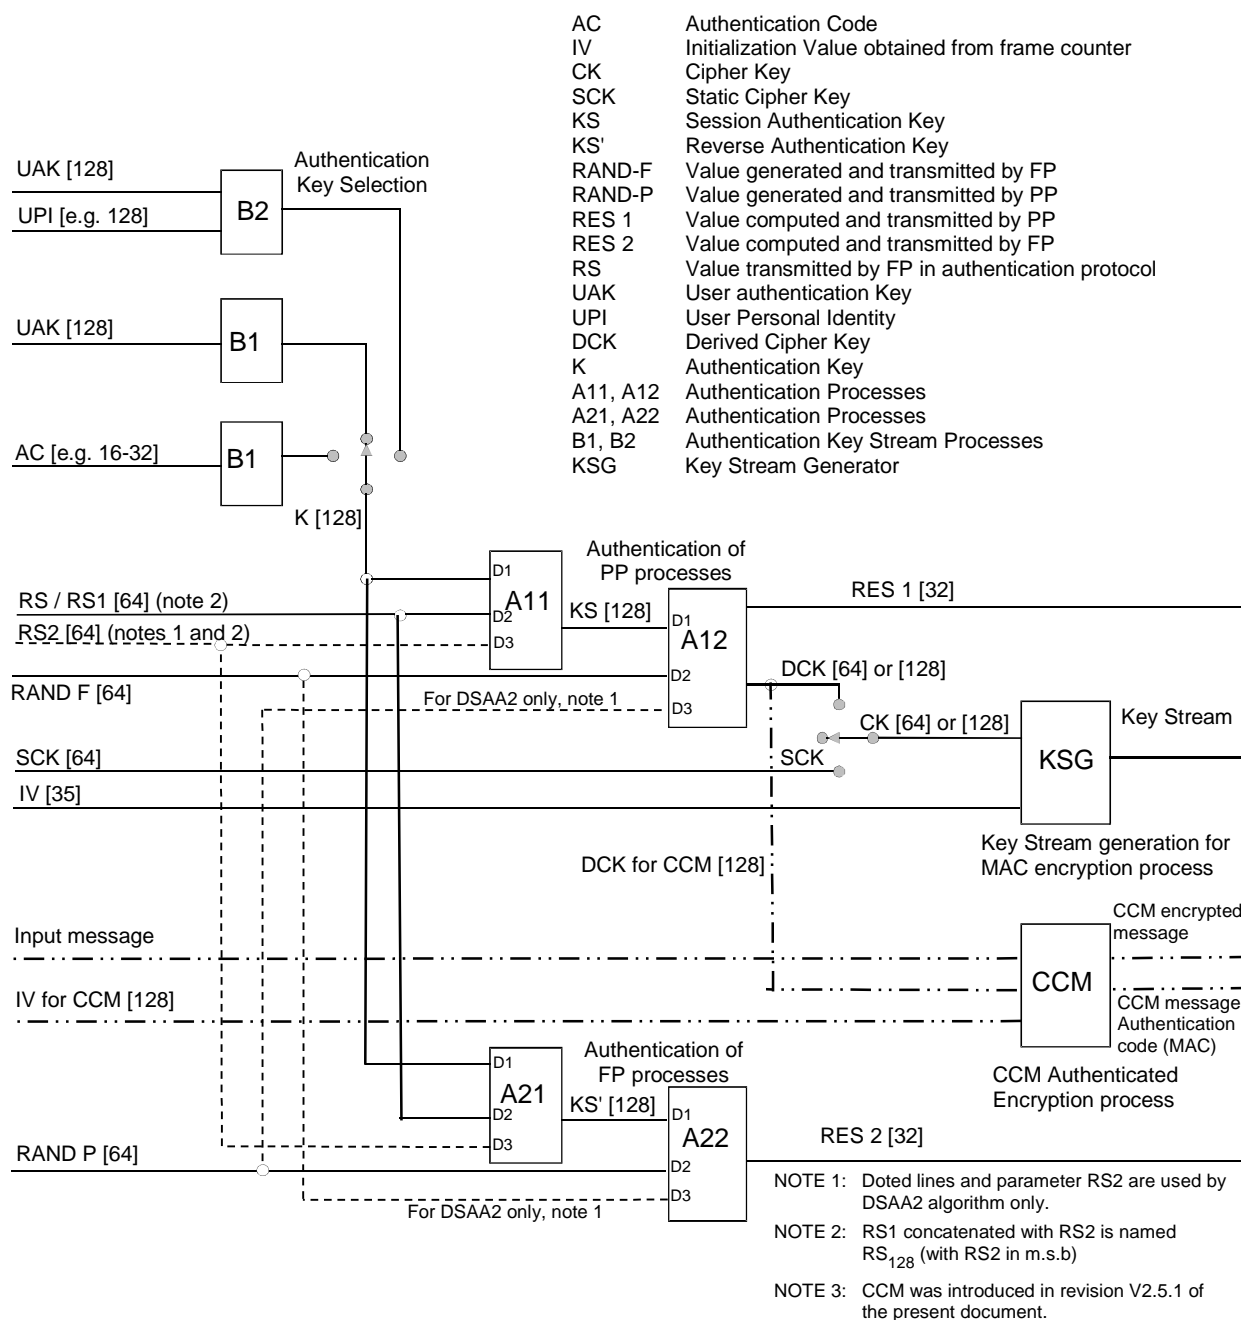 AC Authentication Code
IV Initialization Value obtained from frame counter
CK Cipher Key
SCK Static Cipher Key
KS Session Authentication Key
KS' Reverse Authentication Key
RAND-F Value generated and transmitted by FP
RAND-P Value generated and transmitted by PP
RES 1 Value computed and transmitted by PP
RES 2 Value computed and transmitted by FP
RS Value transmitted by FP in authentication protocol
UAK User authentication Key
UPI User Personal Identity
DCK Derived Cipher Key
K Authentication Key
A11, A12 Authentication Processes
A21, A22 Authentication Processes
B1, B2 Authentication Key Stream Processes
KSG Key Stream Generator
UAK [128]
UPI [e.g. 128]
B2
Authentication
Key Selection
UAK [128]
B1
AC [e.g. 16-32]
B1
K [128]
RS / RS1 [64] (note 2)
RS2 [64] (notes 1 and 2)
RAND F [64]
D1
A11
D2
D3
KS [128]
Authentication of
PP processes
D1
A12
D2
D3
For DSAA2 only, note 1
RES 1 [32]
DCK [64] or [128]
CK [64] or [128]
SCK [64]
SCK
IV [35]
KSG
Key Stream
Key Stream generation for
MAC encryption process
DCK for CCM [128]
Input message
IV for CCM [128]
CCM
CCM encrypted
message
CCM message
Authentication
code (MAC)
CCM Authenticated
Encryption process
D1
A21
D2
D3
KS' [128]
Authentication of
FP processes
D1
A22
D2
D3
RAND P [64]
For DSAA2 only, note 1
RES 2 [32]
NOTE 1: Doted lines and parameter RS2 are used by
DSAA2 algorithm only.
NOTE 2: RS1 concatenated with RS2 is named
RS128 (with RS2 in m.s.b)
NOTE 3: CCM was introduced in revision V2.5.1 of
the present document.